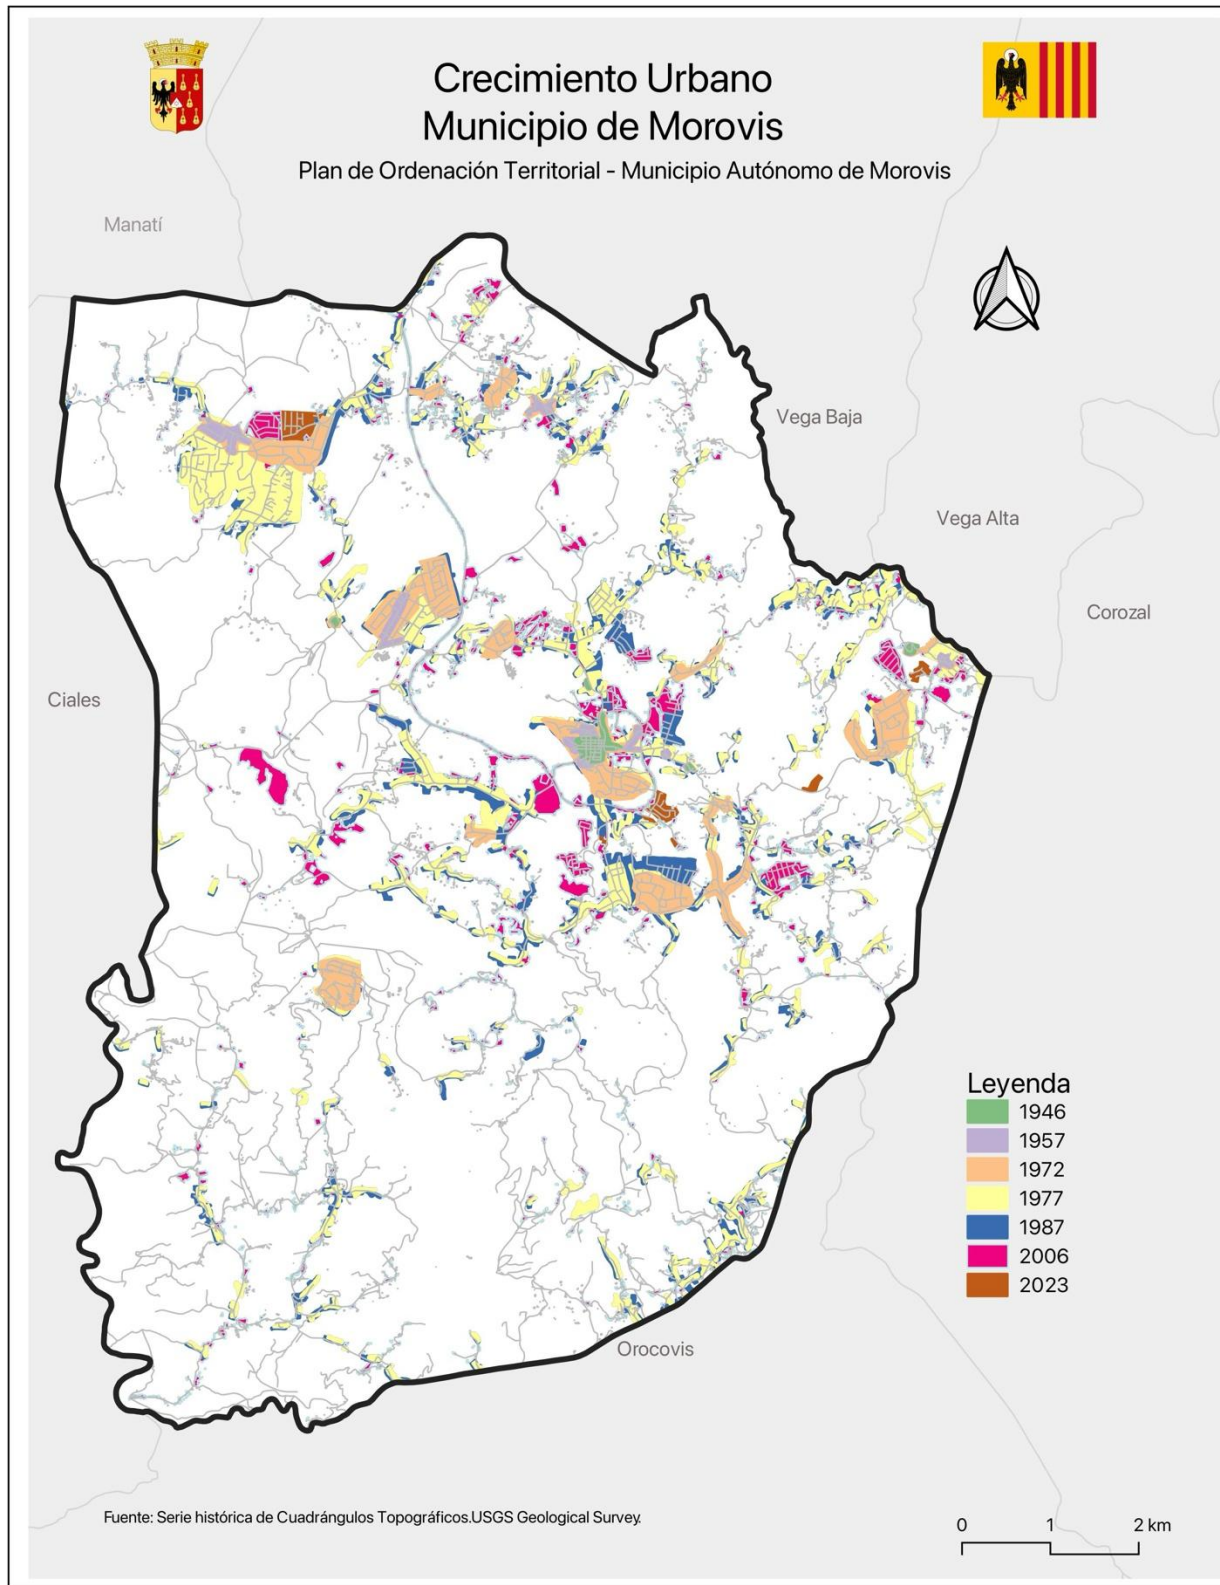 Crecimiento Urbano
Municipio de Morovis
Plan de Ordenación Territorial - Municipio Autónomo de Morovis
Manatí
Vega Baja
Vega Alta
Corozal
Ciales
Leyenda
1946
1957
1972
1977
1987
2006
2023
Orocovis
Fuente: Serie histórica de Cuadrángulos Topográficos.USGS Geological Survey.
0 1 2 km